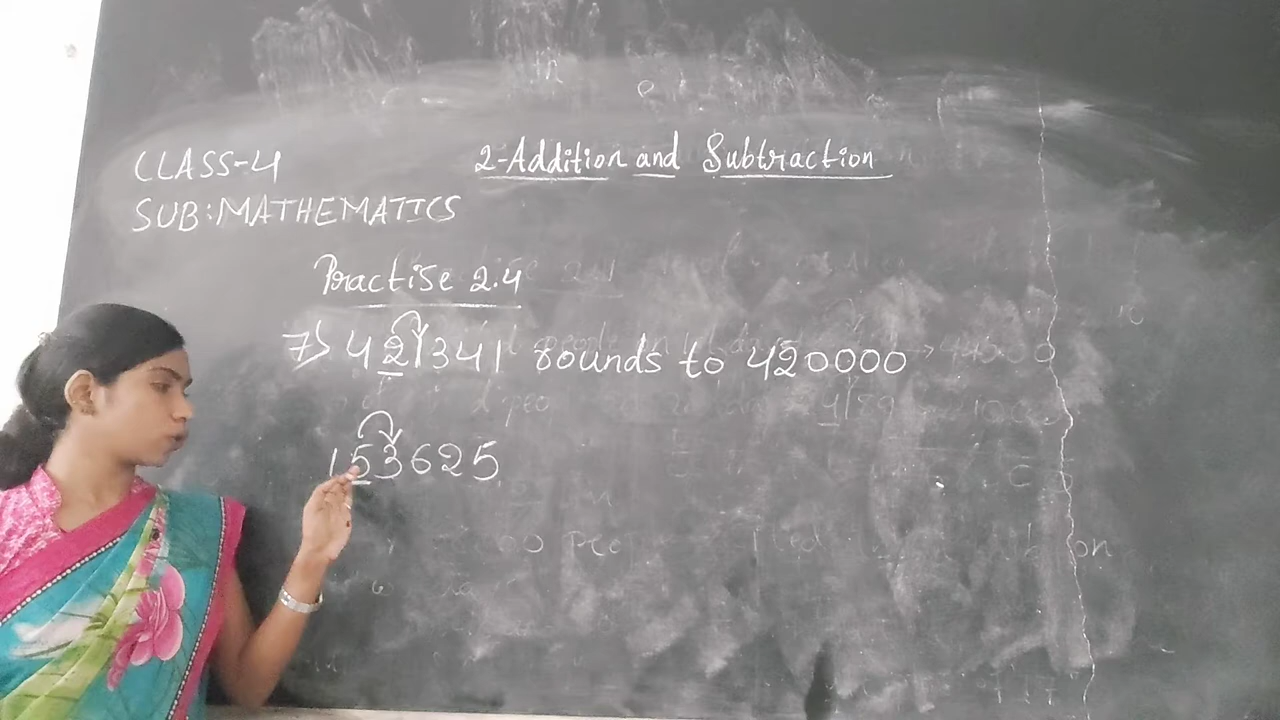 CLASS-4
2-Addition and Subtraction
SUB:MATHEMATICS
Practise 2.4
7) 421341 rounds to 420000
153625